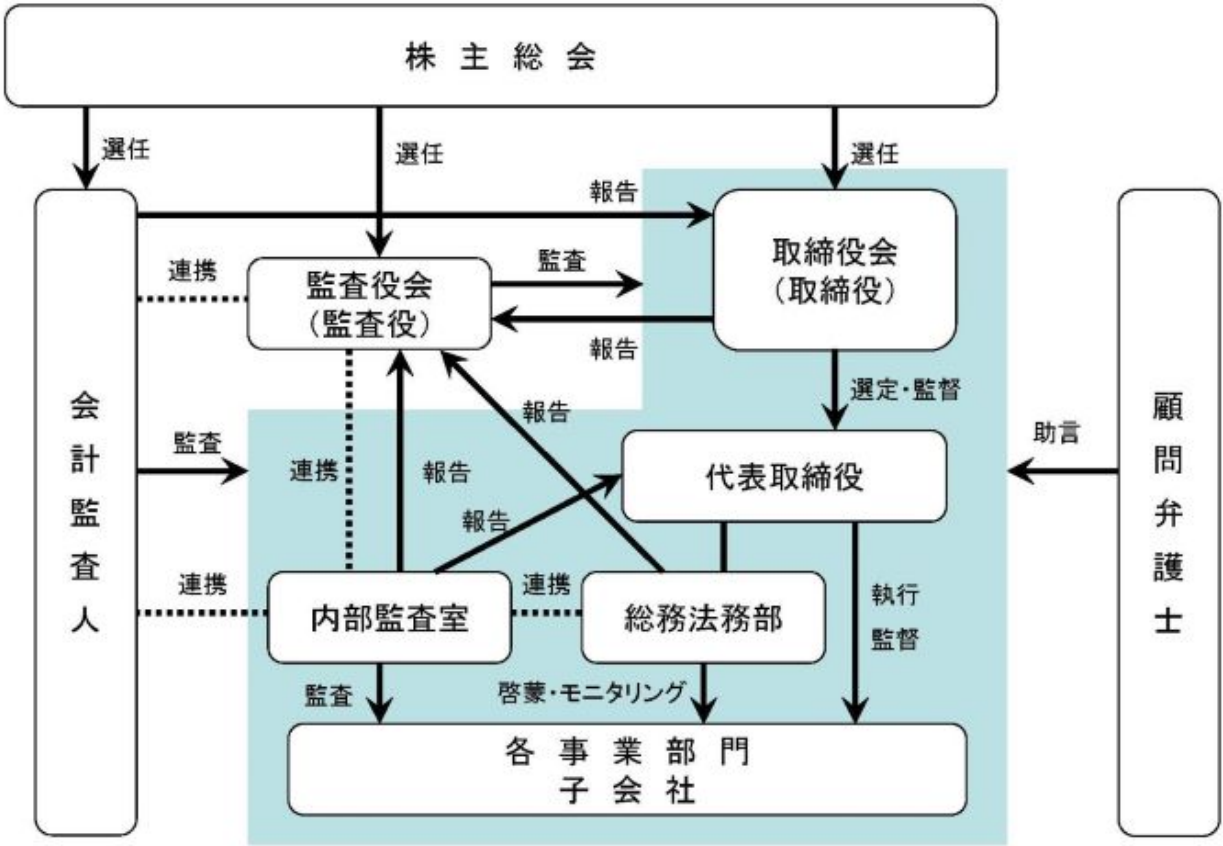 株主総会
選任
選任
選任
報告
連携
監査役会
(監査役)
監査
取締役会
(取締役)
報告
選定・監督
会計監査人
監査
連携
報告
報告
報告
代表取締役
助言
顧問弁護士
連携
内部監査室
連携
総務法務部
執行
監督
監査
啓蒙・モニタリング
各事業部門
子会社